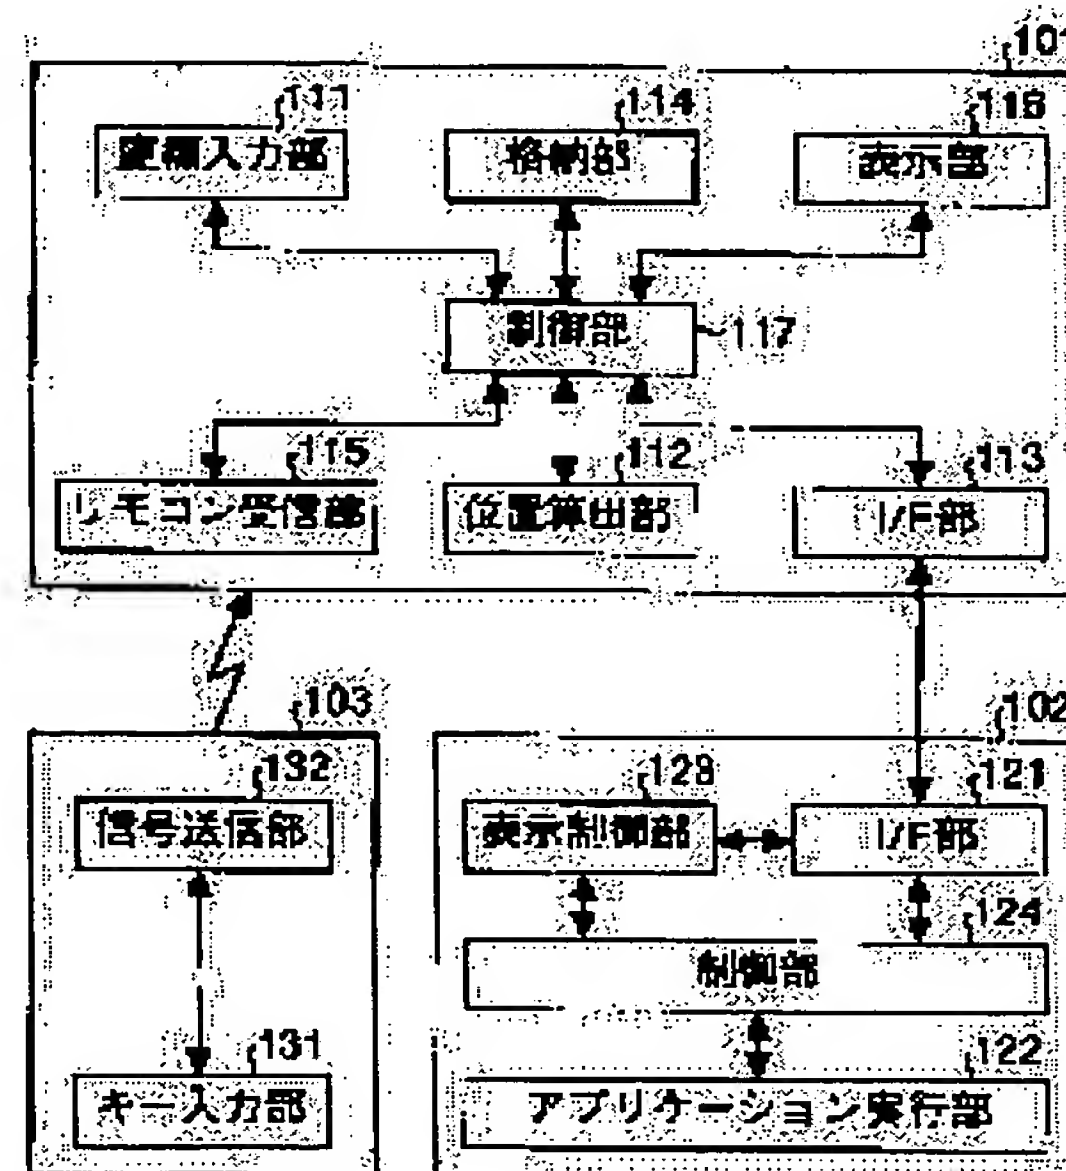 101
111
114
116
座標入力部
格納部
表示部
制御部
117
115
112
113
リモコン受信部
位置算出部
I/F部
103
102
132
123
121
信号送信部
表示制御部
I/F部
124
制御部
131
122
キー入力部
アプリケーション実行部